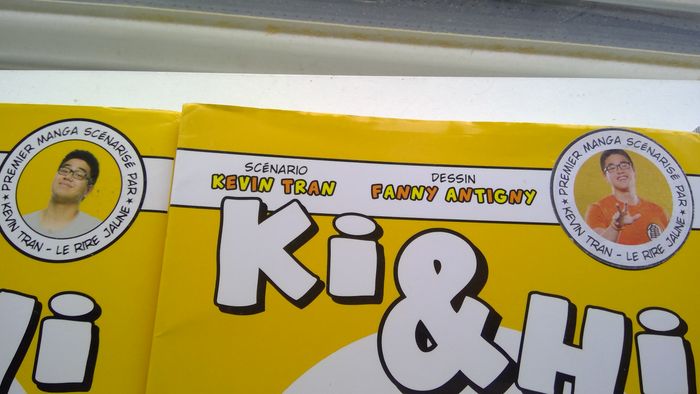 PREMIER MANGA SCÉNARISÉ PAR
★ KEVIN TRAN - LE RIRE JAUNE ★
i
SCÉNARIO
KEVIN TRAN
DESSIN
FANNY ANTIGNY
PREMIER MANGA SCÉNARISÉ PAR
★ KEVIN TRAN - LE RIRE JAUNE ★
Ki & Hi